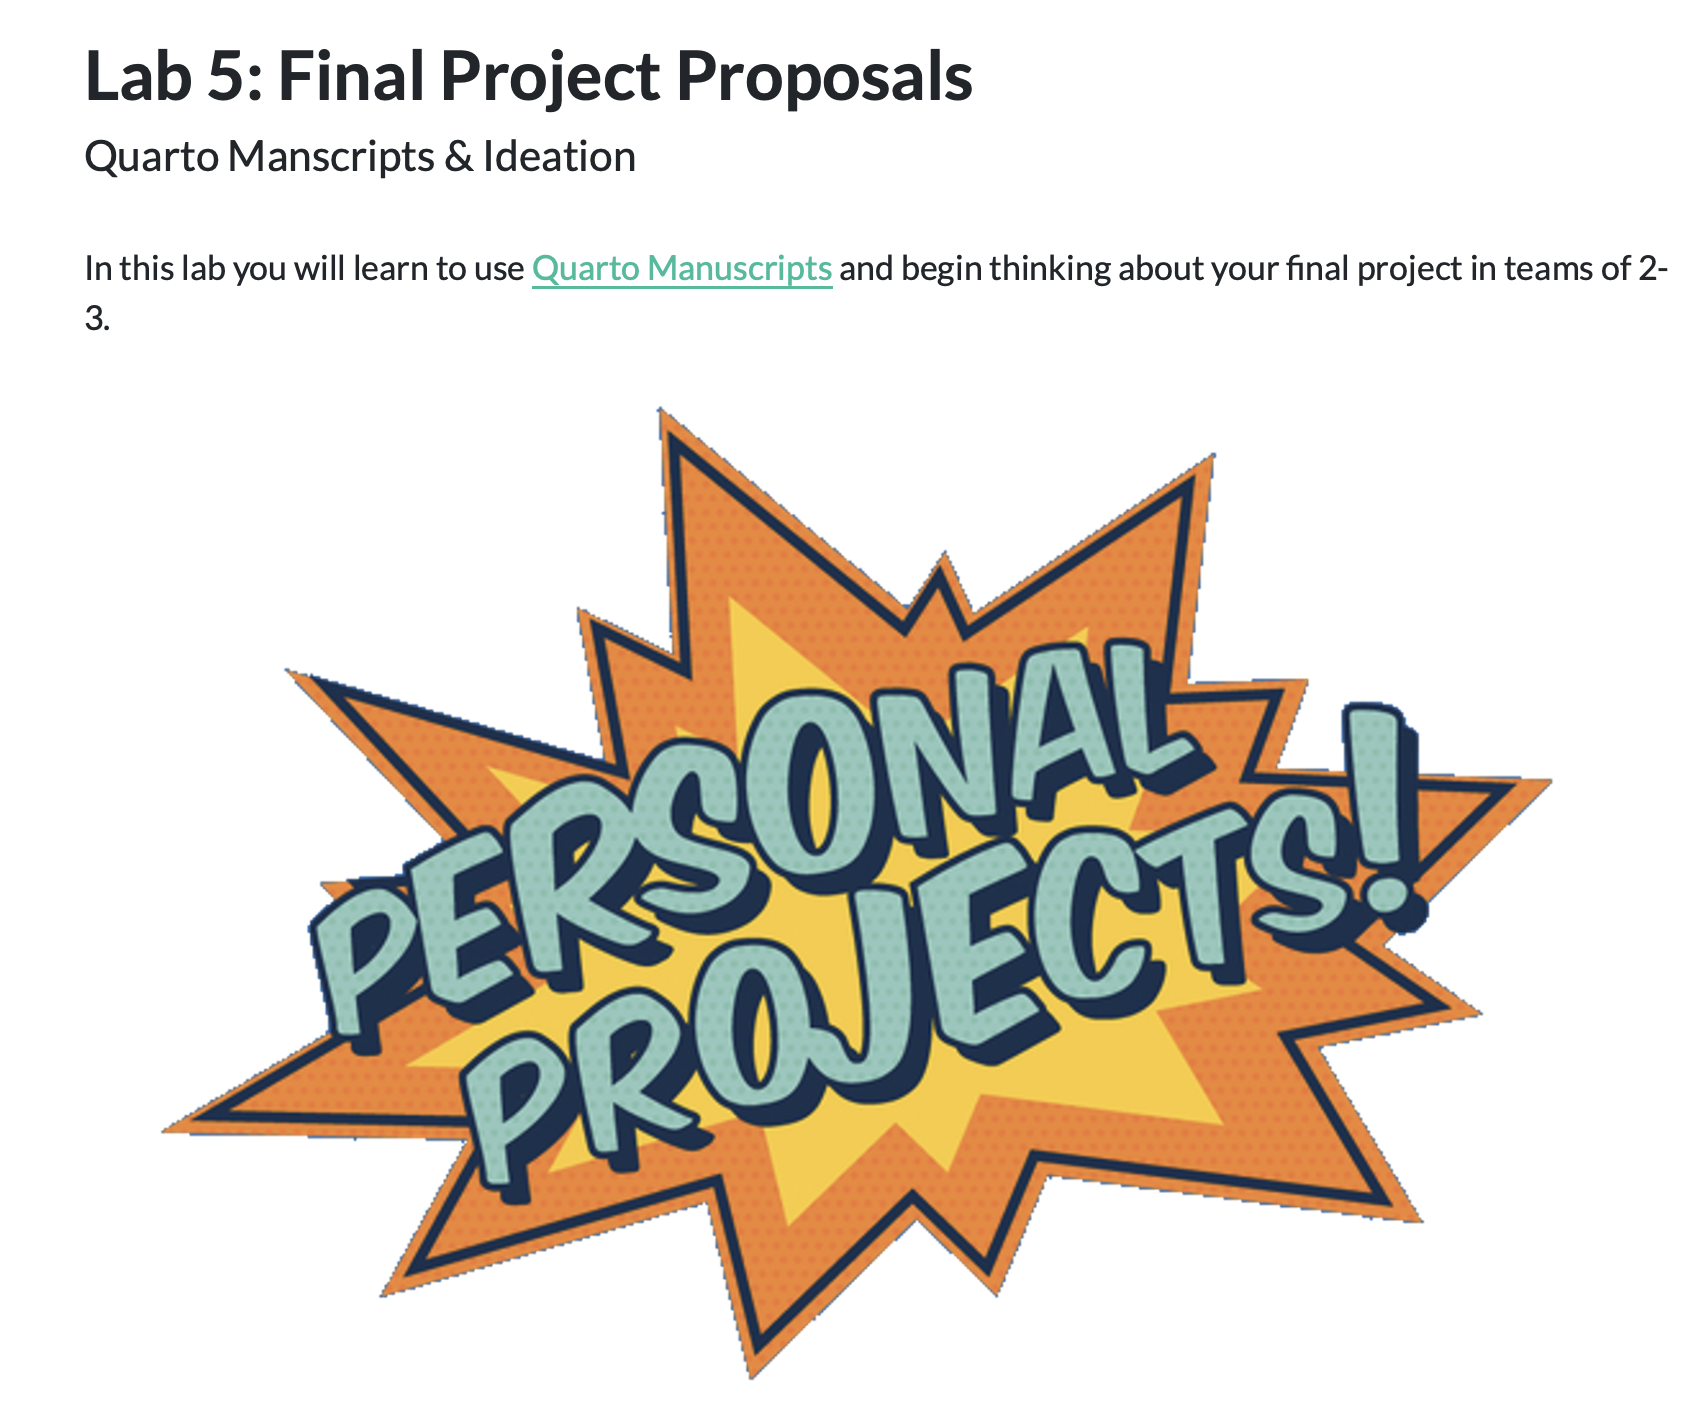 Lab 5: Final Project Proposals
Quarto Manscripts & Ideation
In this lab you will learn to use Quarto Manuscripts and begin thinking about your final project in teams of 2-
3.
PERSONAL
PROJECTS!